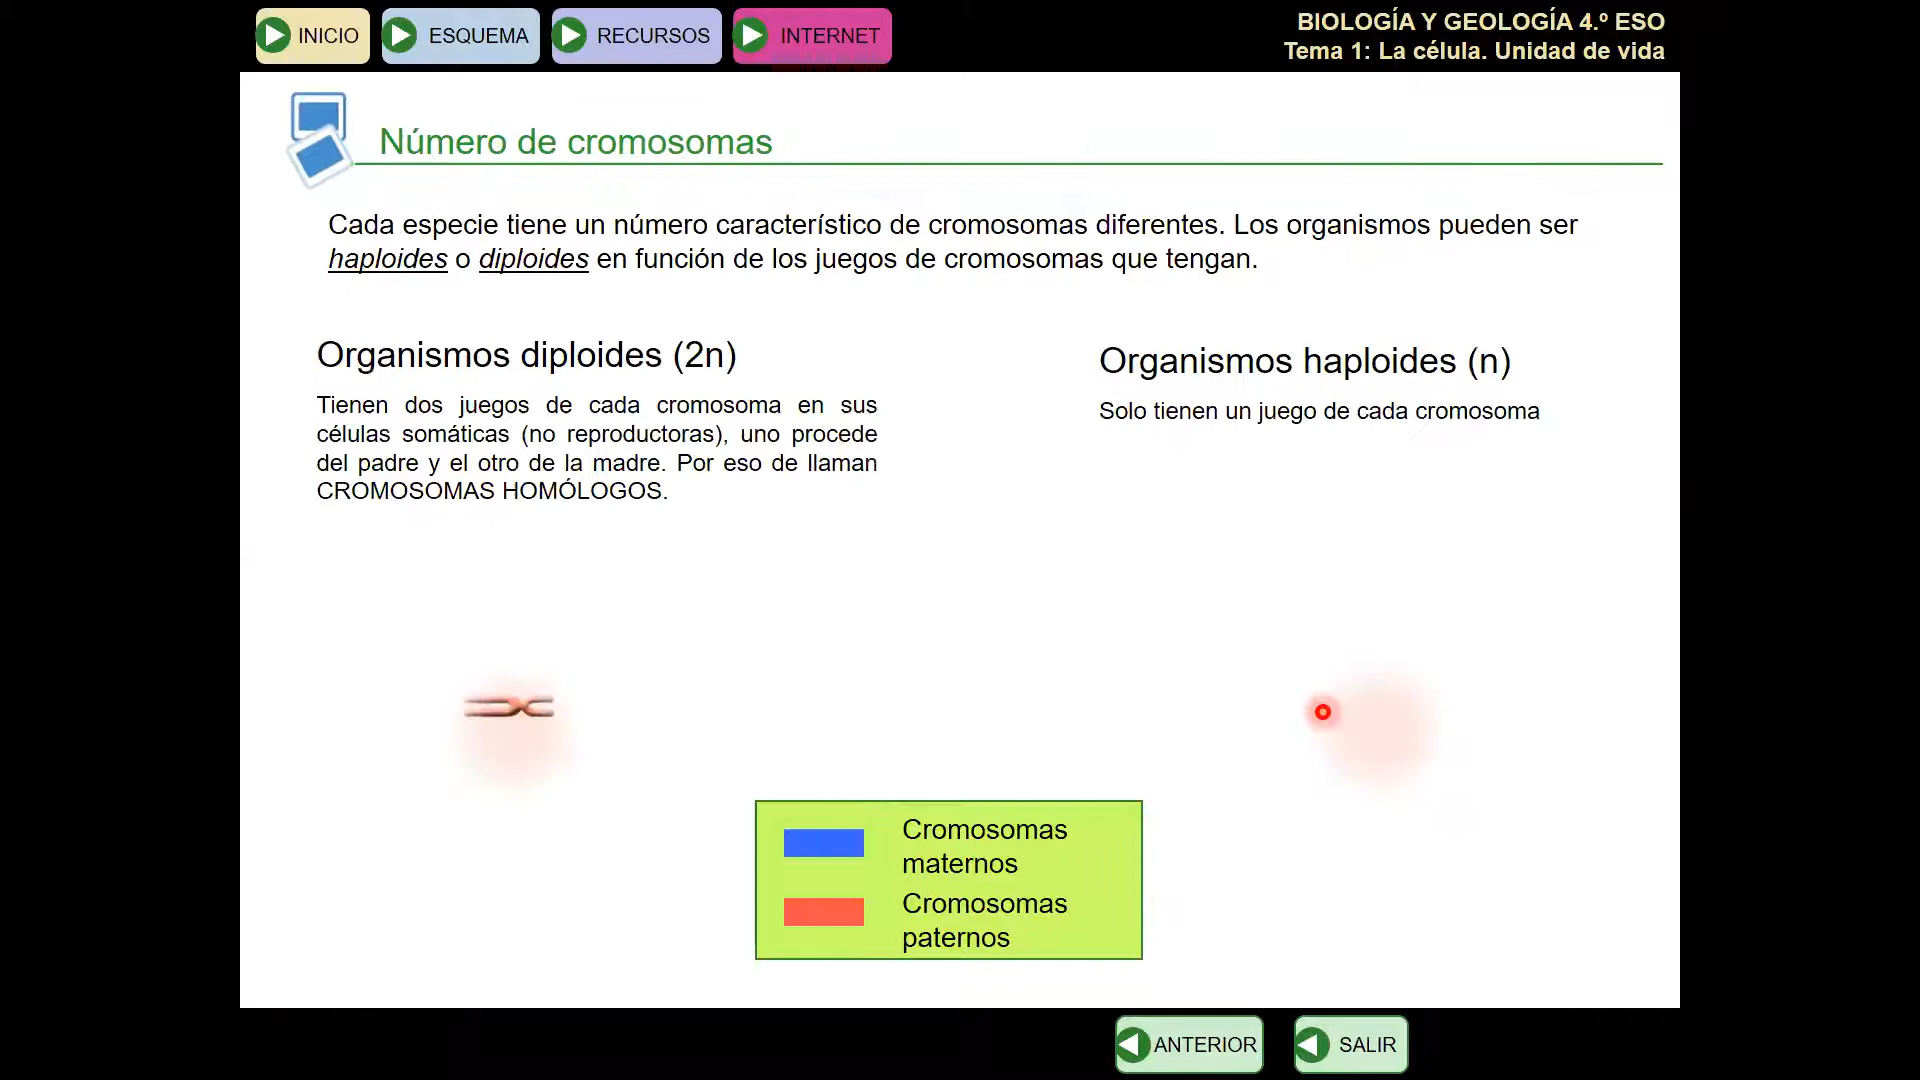 INICIO
ESQUEMA
RECURSOS
INTERNET
BIOLOGÍA Y GEOLOGÍA 4.º ESO
Tema 1: La célula. Unidad de vida
Número de cromosomas
Cada especie tiene un número característico de cromosomas diferentes. Los organismos pueden ser
haploides o diploides en función de los juegos de cromosomas que tengan.
Organismos diploides (2n)
Tienen dos juegos de cada cromosoma en sus
células somáticas (no reproductoras), uno procede
del padre y el otro de la madre. Por eso de llaman
CROMOSOMAS HOMÓLOGOS.
Organismos haploides (n)
Solo tienen un juego de cada cromosoma
Cromosomas
maternos
Cromosomas
paternos
ANTERIOR
SALIR